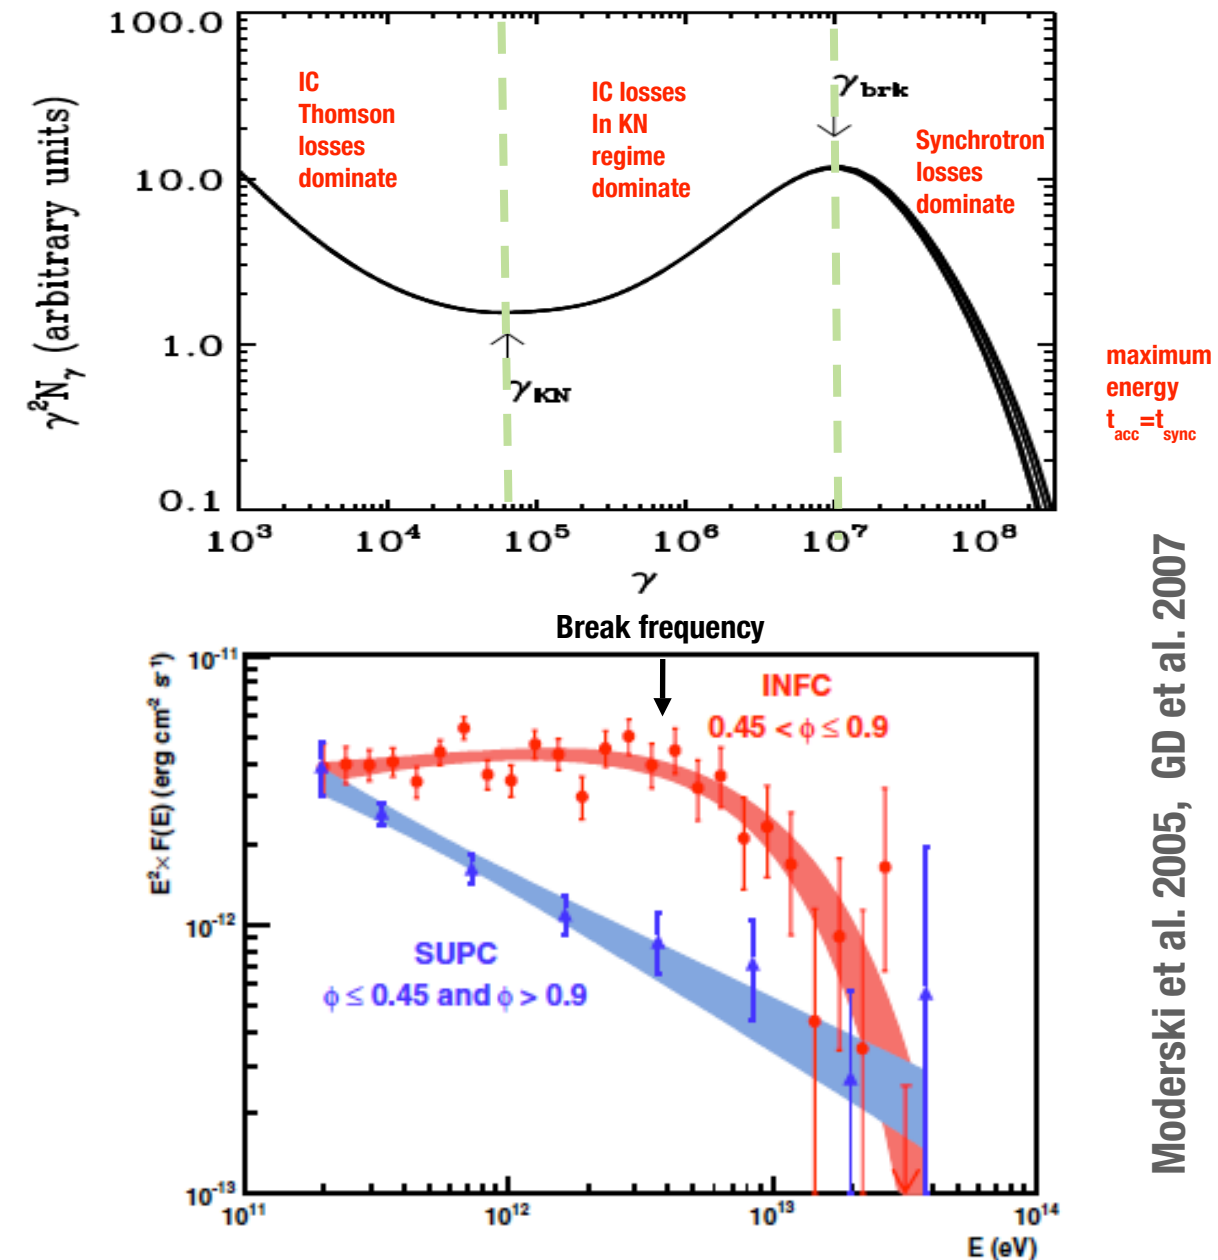 100.0
10.0
1.0
0.1
γ²Nᵧ (arbitrary units)
IC
Thomson
losses
dominate
IC losses
In KN
regime
dominate
γbrk
Synchrotron
losses
dominate
γKN
maximum
energy
t_acc=t_sync
10³ 10⁴ 10⁵ 10⁶ 10⁷ 10⁸
γ
Break frequency
10⁻¹¹
10⁻¹²
10⁻¹³
E²× F(E) (erg cm⁻² s⁻¹)
INFC
0.45 < ϕ ≤ 0.9
SUPC
ϕ ≤ 0.45 and ϕ > 0.9
10¹¹ 10¹² 10¹³ 10¹⁴
E (eV)
Moderski et al. 2005, GD et al. 2007